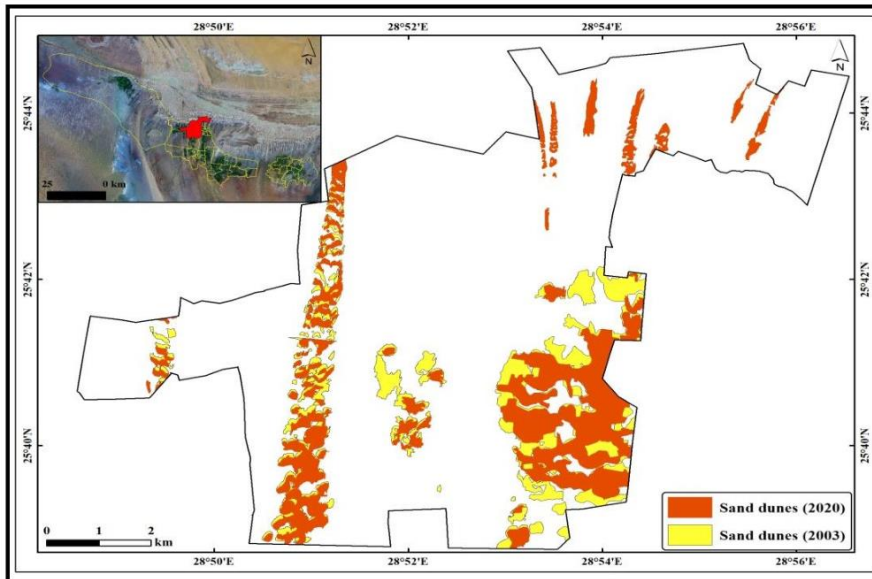 28°50'E 28°52'E 28°54'E 28°56'E
N
25 0 km
N
25°44'N 25°44'N
25°42'N 25°42'N
25°40'N 25°40'N
Sand dunes (2020)
Sand dunes (2003)
0 1 2
km
28°50'E 28°52'E 28°54'E 28°56'E